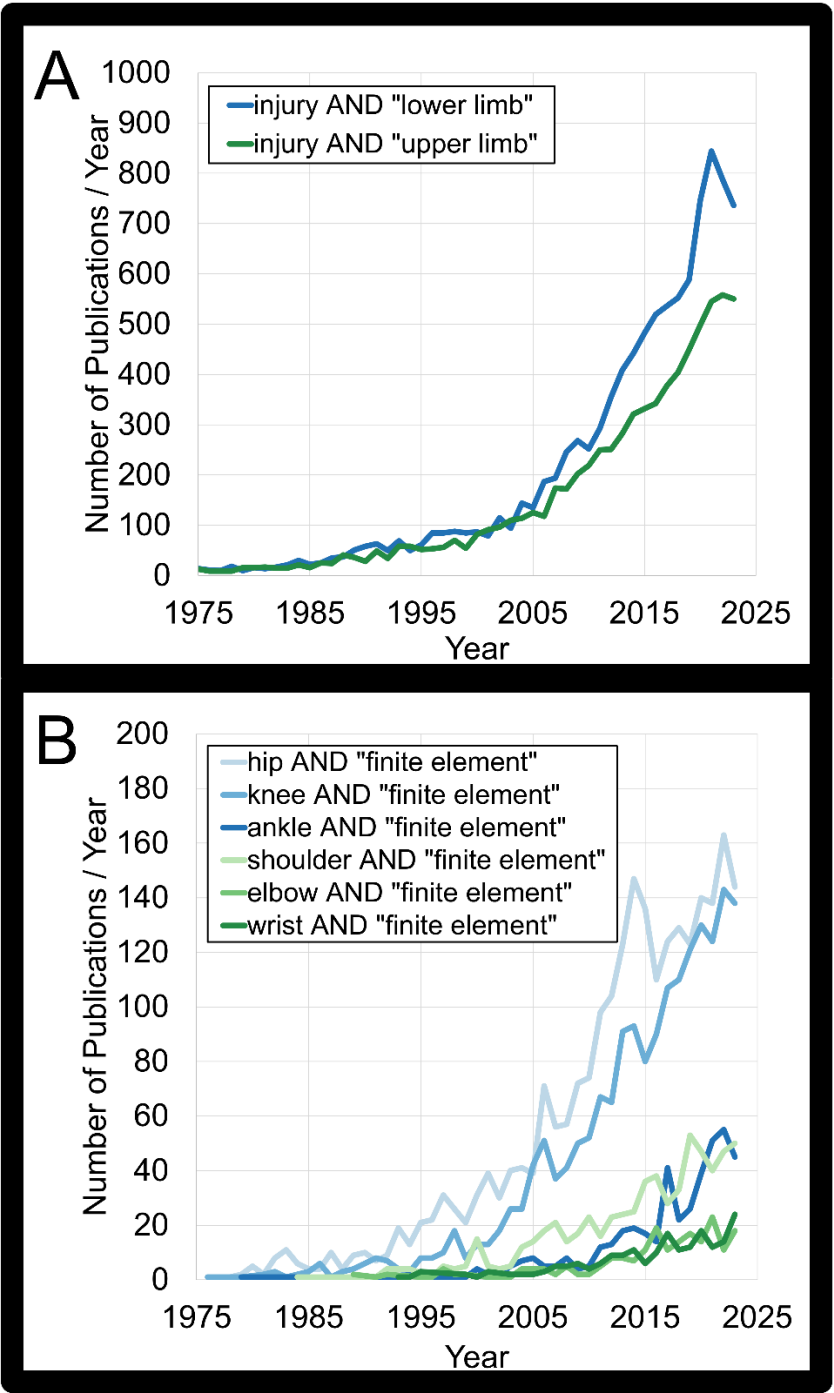 A
1000
900
800
700
600
500
400
300
200
100
0
Number of Publications / Year
injury AND "lower limb"
injury AND "upper limb"
1975 1985 1995 2005 2015 2025
Year
B
200
180
160
140
120
100
80
60
40
20
0
Number of Publications / Year
hip AND "finite element"
knee AND "finite element"
ankle AND "finite element"
shoulder AND "finite element"
elbow AND "finite element"
wrist AND "finite element"
1975 1985 1995 2005 2015 2025
Year